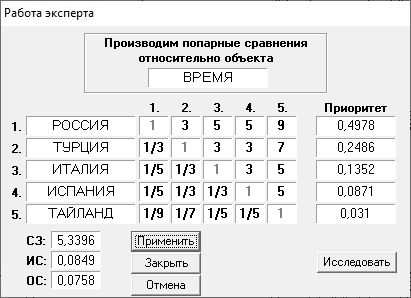 Работа эксперта
Производим попарные сравнения
относительно объекта
ВРЕМЯ
1. 2. 3. 4. 5. Приоритет
1. РОССИЯ 1 3 5 5 9 0,4978
2. ТУРЦИЯ 1/3 1 3 3 7 0,2486
3. ИТАЛИЯ 1/5 1/3 1 3 5 0,1352
4. ИСПАНИЯ 1/5 1/3 1/3 1 5 0,0871
5. ТАЙЛАНД 1/9 1/7 1/5 1/5 1 0,031
СЗ: 5,3396 Применить
ИС: 0,0849 Закрыть Исследовать
ОС: 0,0758 Отмена